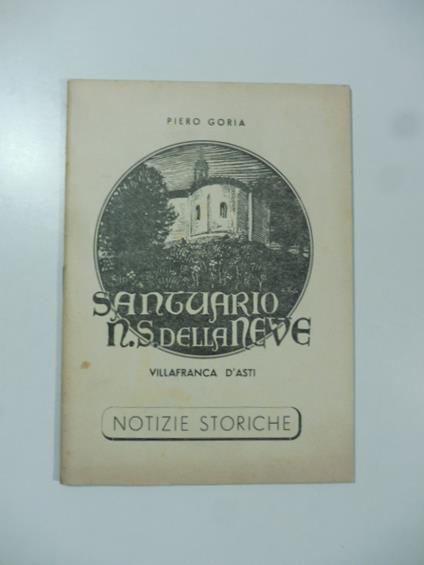 PIERO GORIA
SANTUARIO
N.S. DELLA NEVE
VILLAFRANCA D'ASTI
NOTIZIE STORICHE